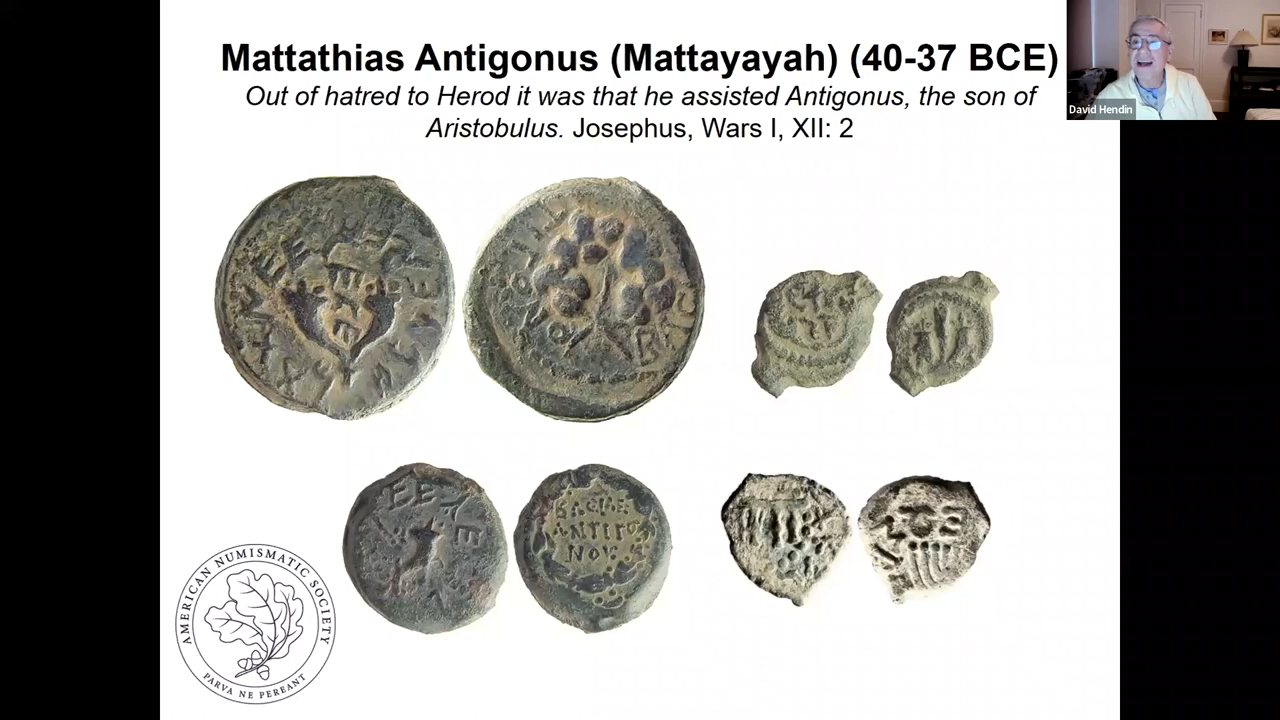 Mattathias Antigonus (Mattayayah) (40-37 BCE)
Out of hatred to Herod it was that he assisted Antigonus, the son of
Aristobulus. Josephus, Wars I, XII: 2
David Hendin
AMERICAN NUMISMATIC SOCIETY
PARVA NE PEREANT